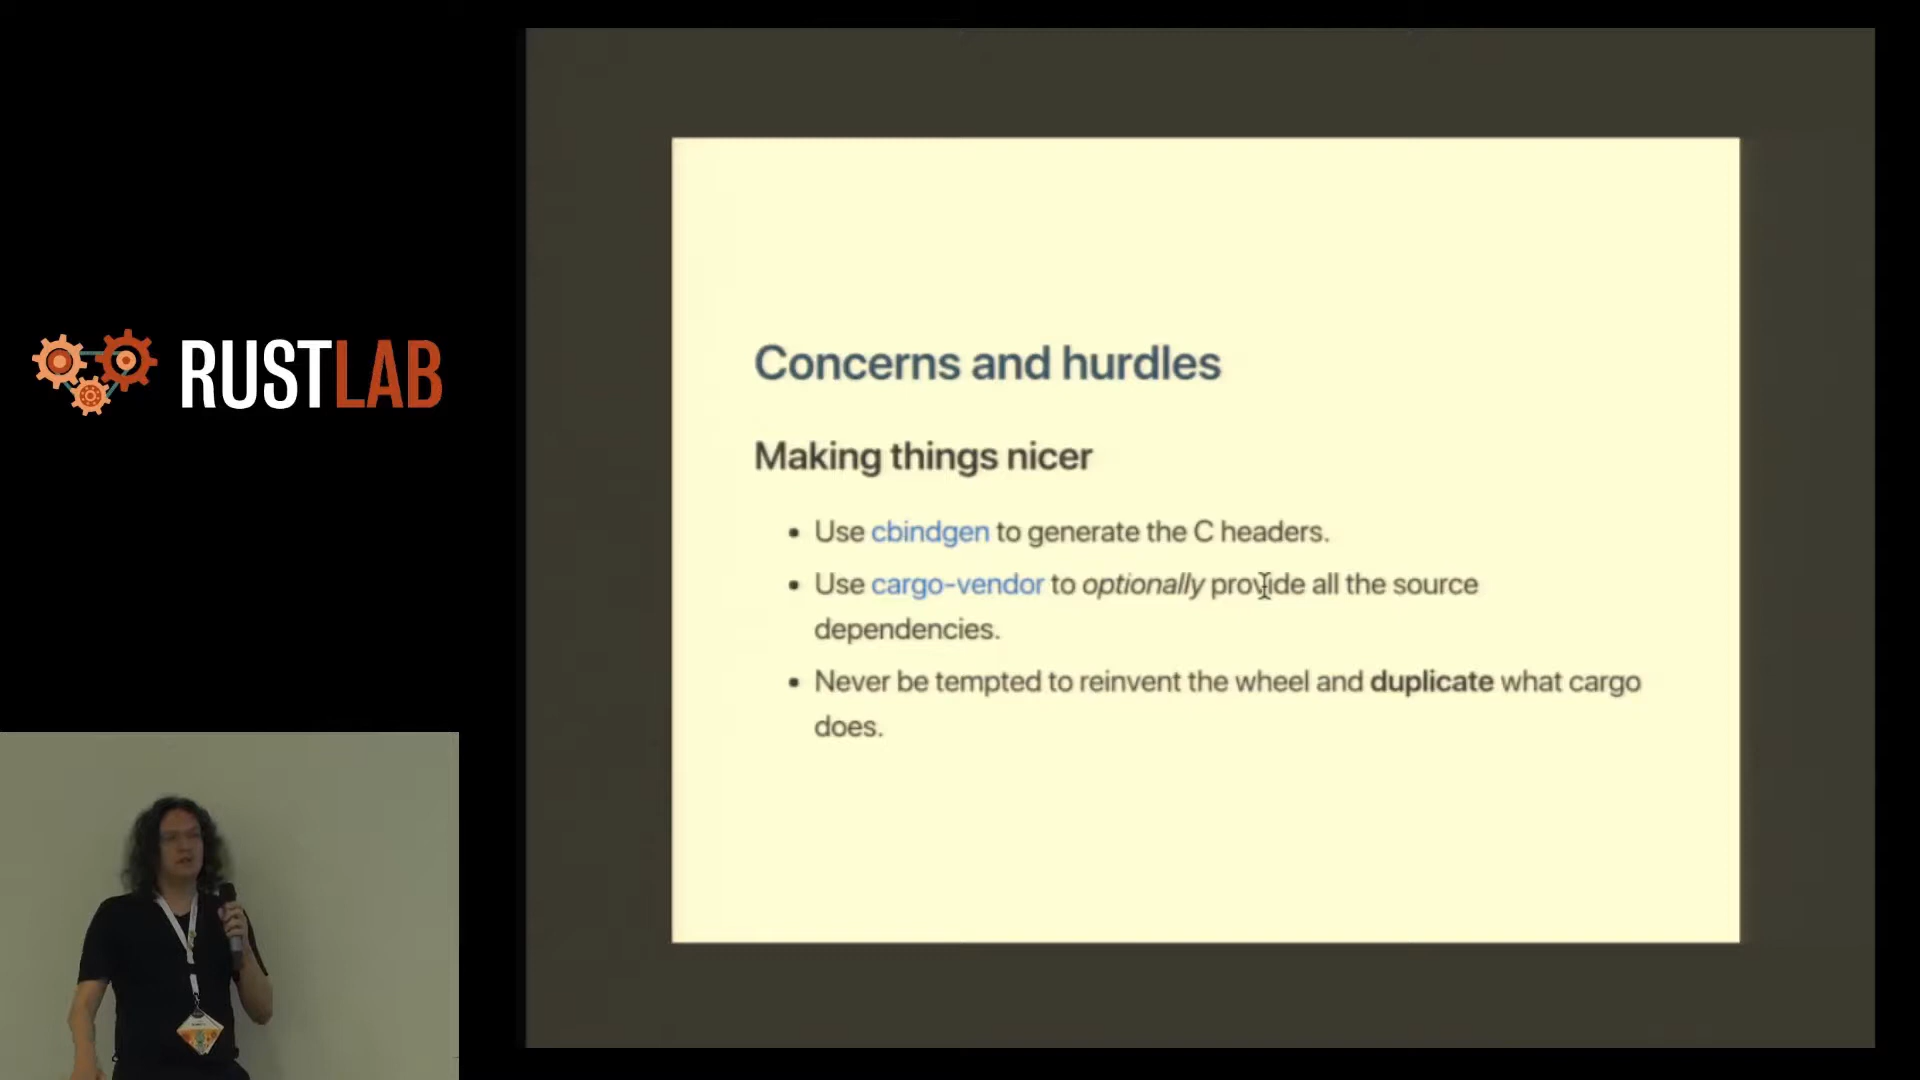 RUSTLAB
Concerns and hurdles
Making things nicer
• Use cbindgen to generate the C headers.
• Use cargo-vendor to optionally provide all the source
dependencies.
• Never be tempted to reinvent the wheel and duplicate what cargo
does.